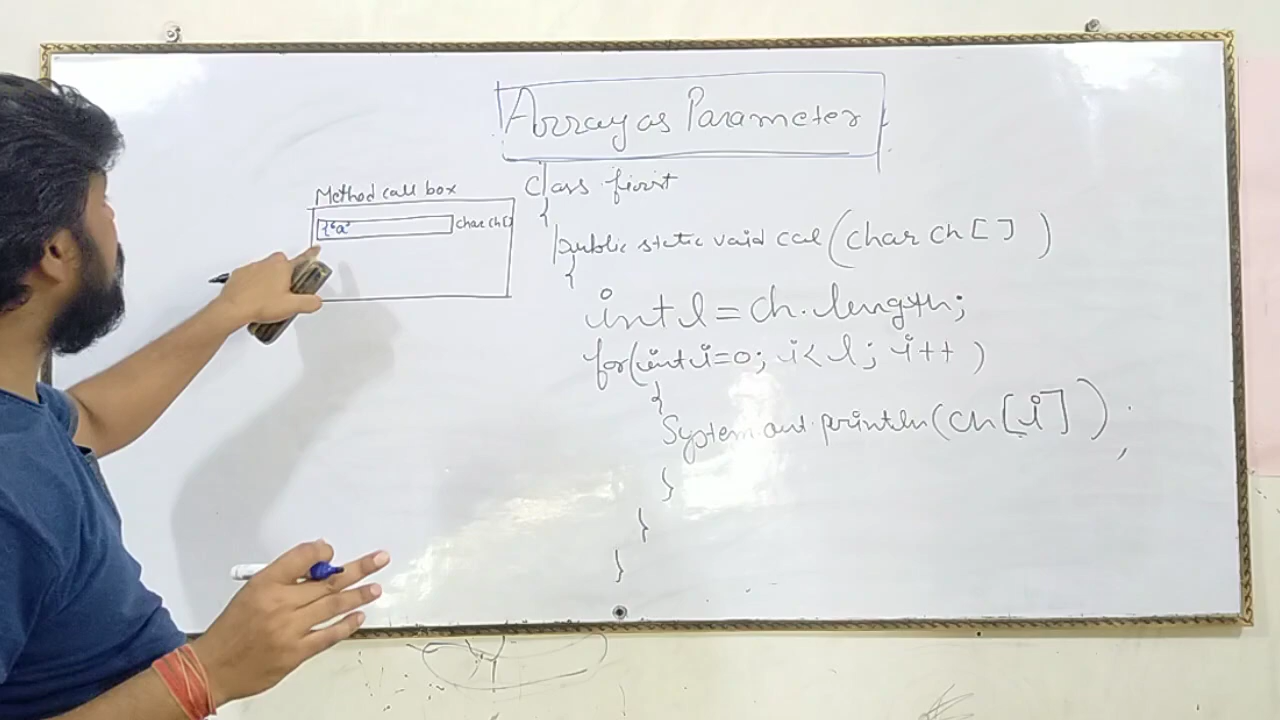 Array as Parameter
Method call box
{'a'
char ch[]
class first
{
public static void cal (char ch [ ] )
{
int l = ch.length;
for(int i=0; i< l; i++ )
{
System.out.println(ch[i]);
}
}
}